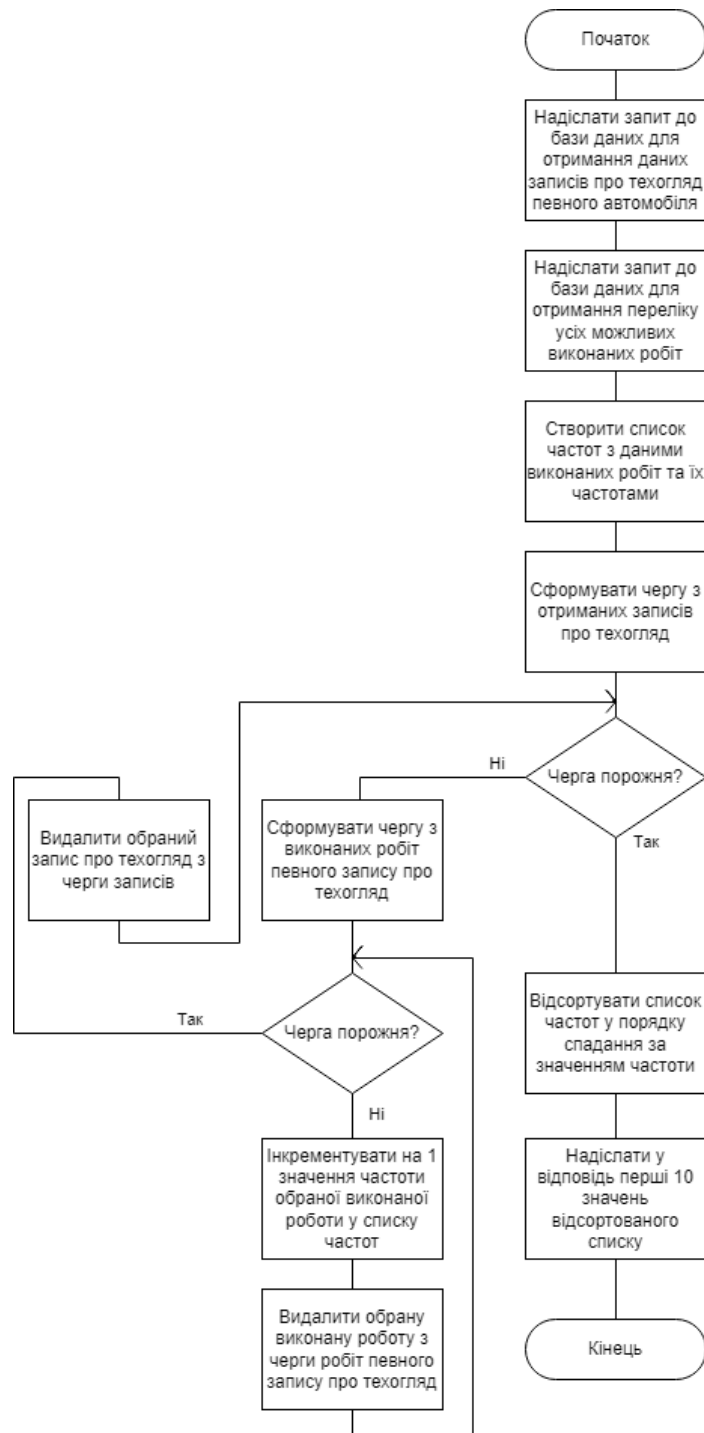 Початок
Надіслати запит до
бази даних для
отримання даних
записів про техогляд
певного автомобіля
Надіслати запит до
бази даних для
отримання переліку
усіх можливих
виконаних робіт
Створити список
частот з даними
виконаних робіт та їх
частотами
Сформувати чергу з
отриманих записів
про техогляд
Черга порожня?
Ні
Так
Сформувати чергу з
виконаних робіт
певного запису про
техогляд
Видалити обраний
запис про техогляд з
черги записів
Черга порожня?
Так
Ні
Інкрементувати на 1
значення частоти
обраної виконаної
роботи у списку
частот
Видалити обрану
виконану роботу з
черги робіт певного
запису про техогляд
Відсортувати список
частот у порядку
спадання за
значенням частоти
Надіслати у
відповідь перші 10
значень
відсортованого
списку
Кінець